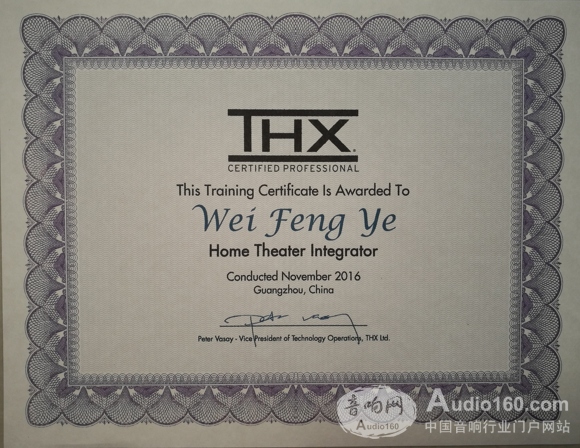 THX
CERTIFIED PROFESSIONAL
This Training Certificate Is Awarded To
Wei Feng Ye
Home Theater Integrator
Conducted November 2016
Guangzhou, China
Peter Vasay - Vice President of Technology Operations, THX Ltd.
音响网 Audio160.com
Audio160 中国音响行业门户网站